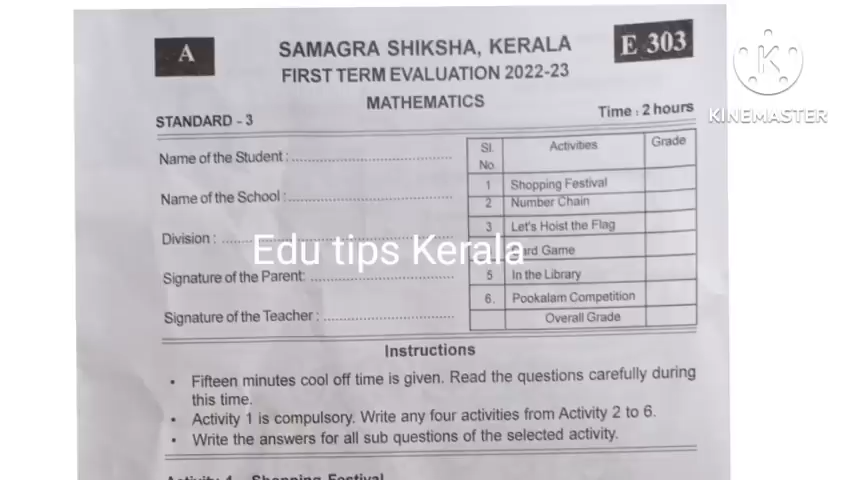 A
SAMAGRA SHIKSHA, KERALA
E 303
FIRST TERM EVALUATION 2022-23
MATHEMATICS
STANDARD - 3
Time : 2 hours
KINEMASTER
Name of the Student : ..............................................
Name of the School : ..............................................
Division : ..............................................
Signature of the Parent: ........................................
Signature of the Teacher : .....................................
Sl. No. Activities Grade
1 Shopping Festival
2 Number Chain
3 Let's Hoist the Flag
Game
5 In the Library
6. Pookalam Competition
Overall Grade
Edu tips Kerala
Instructions
• Fifteen minutes cool off time is given. Read the questions carefully during
this time.
• Activity 1 is compulsory. Write any four activities from Activity 2 to 6.
• Write the answers for all sub questions of the selected activity.
Shopping Festival